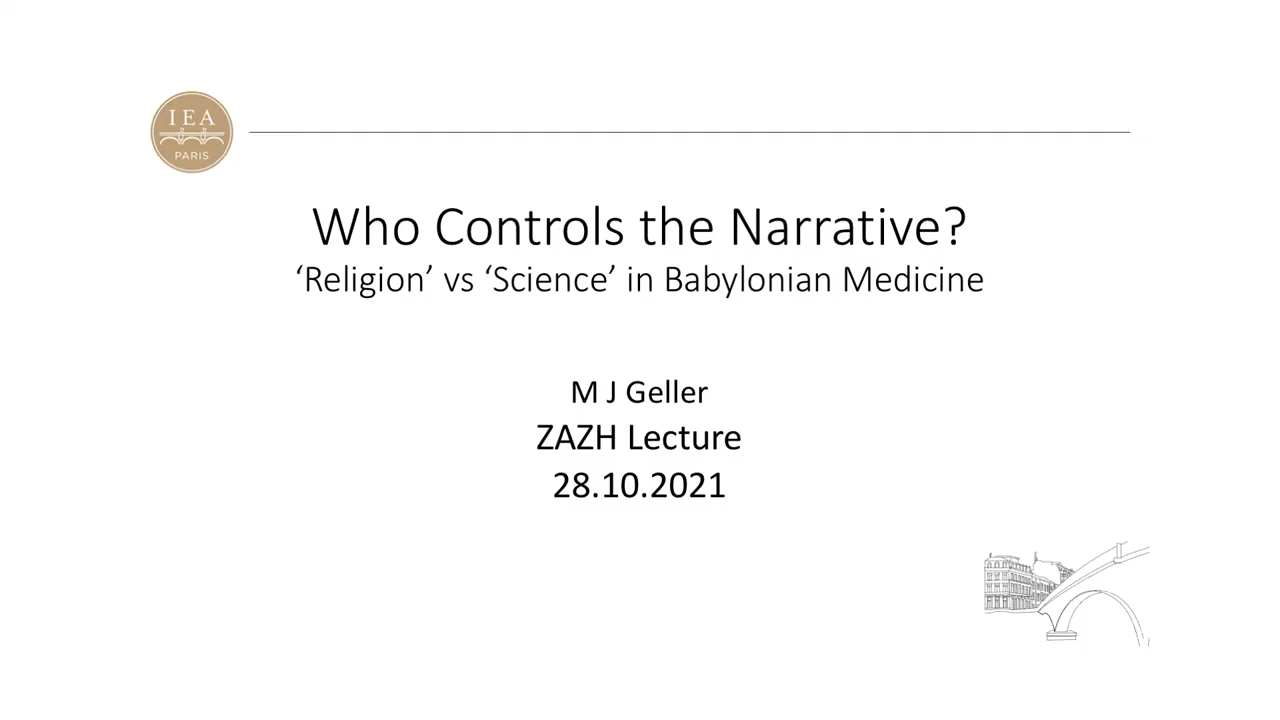 IEA
PARIS
Who Controls the Narrative?
‘Religion’ vs ‘Science’ in Babylonian Medicine
M J Geller
ZAZH Lecture
28.10.2021